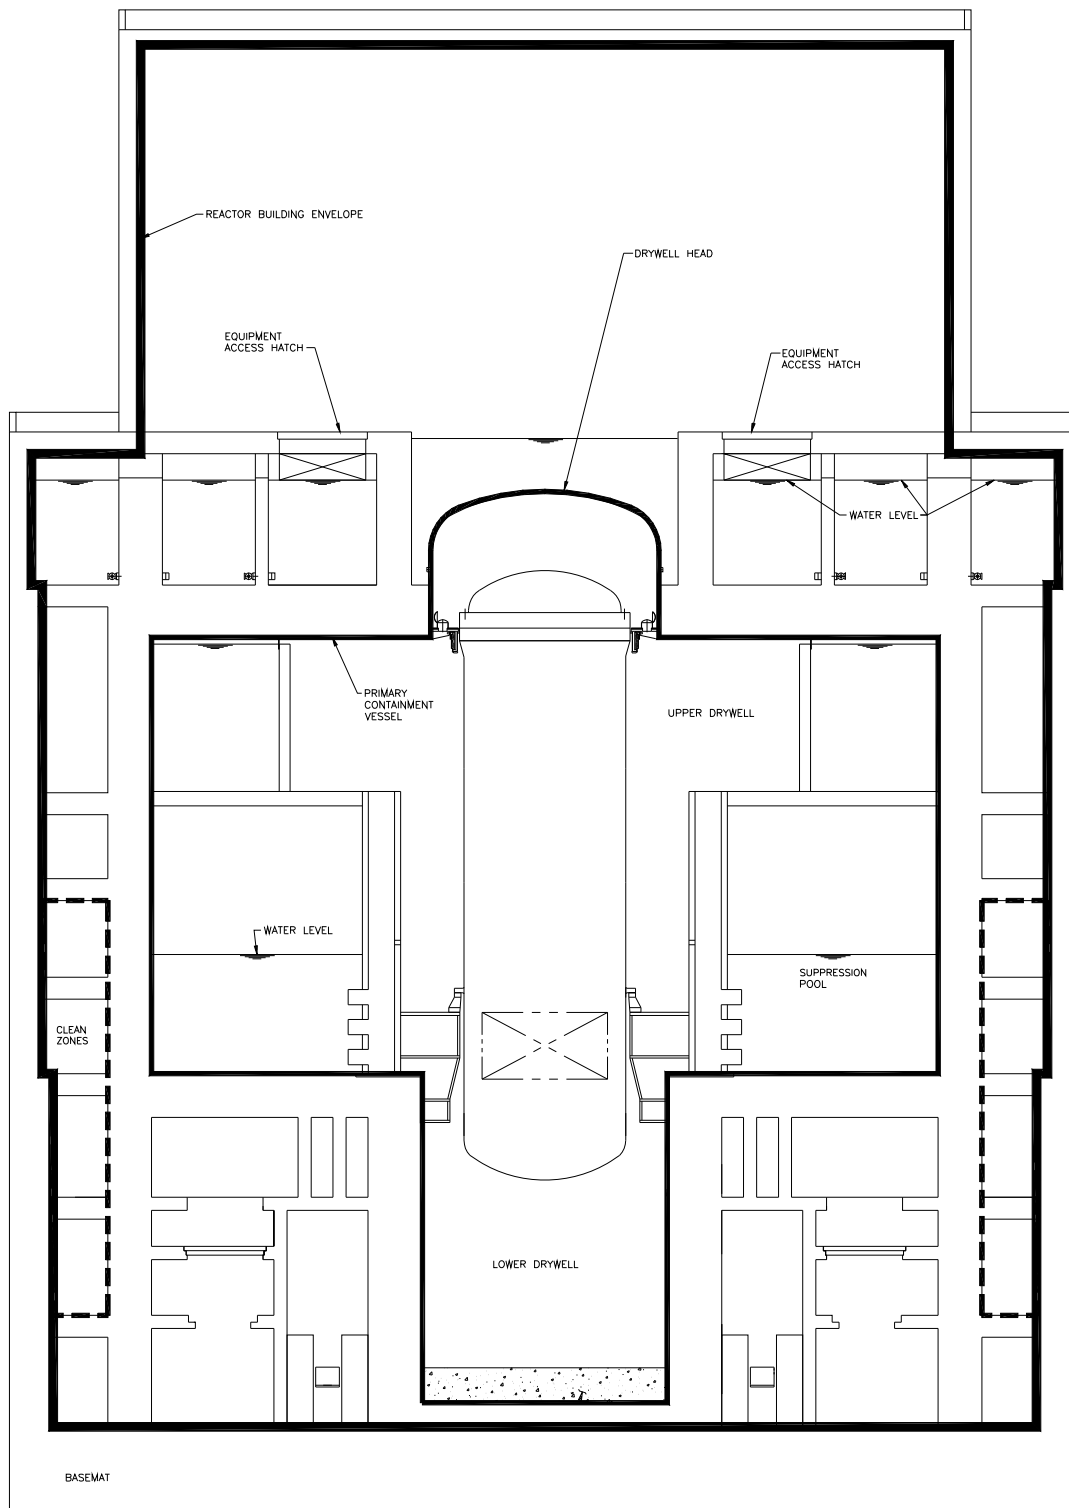 REACTOR BUILDING ENVELOPE
DRYWELL HEAD
EQUIPMENT
ACCESS HATCH
EQUIPMENT
ACCESS HATCH
WATER LEVEL
PRIMARY
CONTAINMENT
VESSEL
UPPER DRYWELL
WATER LEVEL
SUPPRESSION
POOL
CLEAN
ZONES
LOWER DRYWELL
BASEMAT